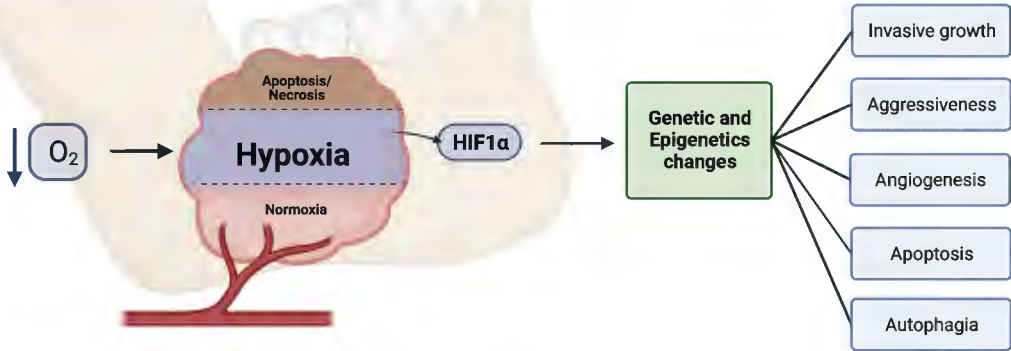 O₂
Apoptosis/
Necrosis
Hypoxia
Normoxia
HIF1α
Genetic and
Epigenetics
changes
Invasive growth
Aggressiveness
Angiogenesis
Apoptosis
Autophagia